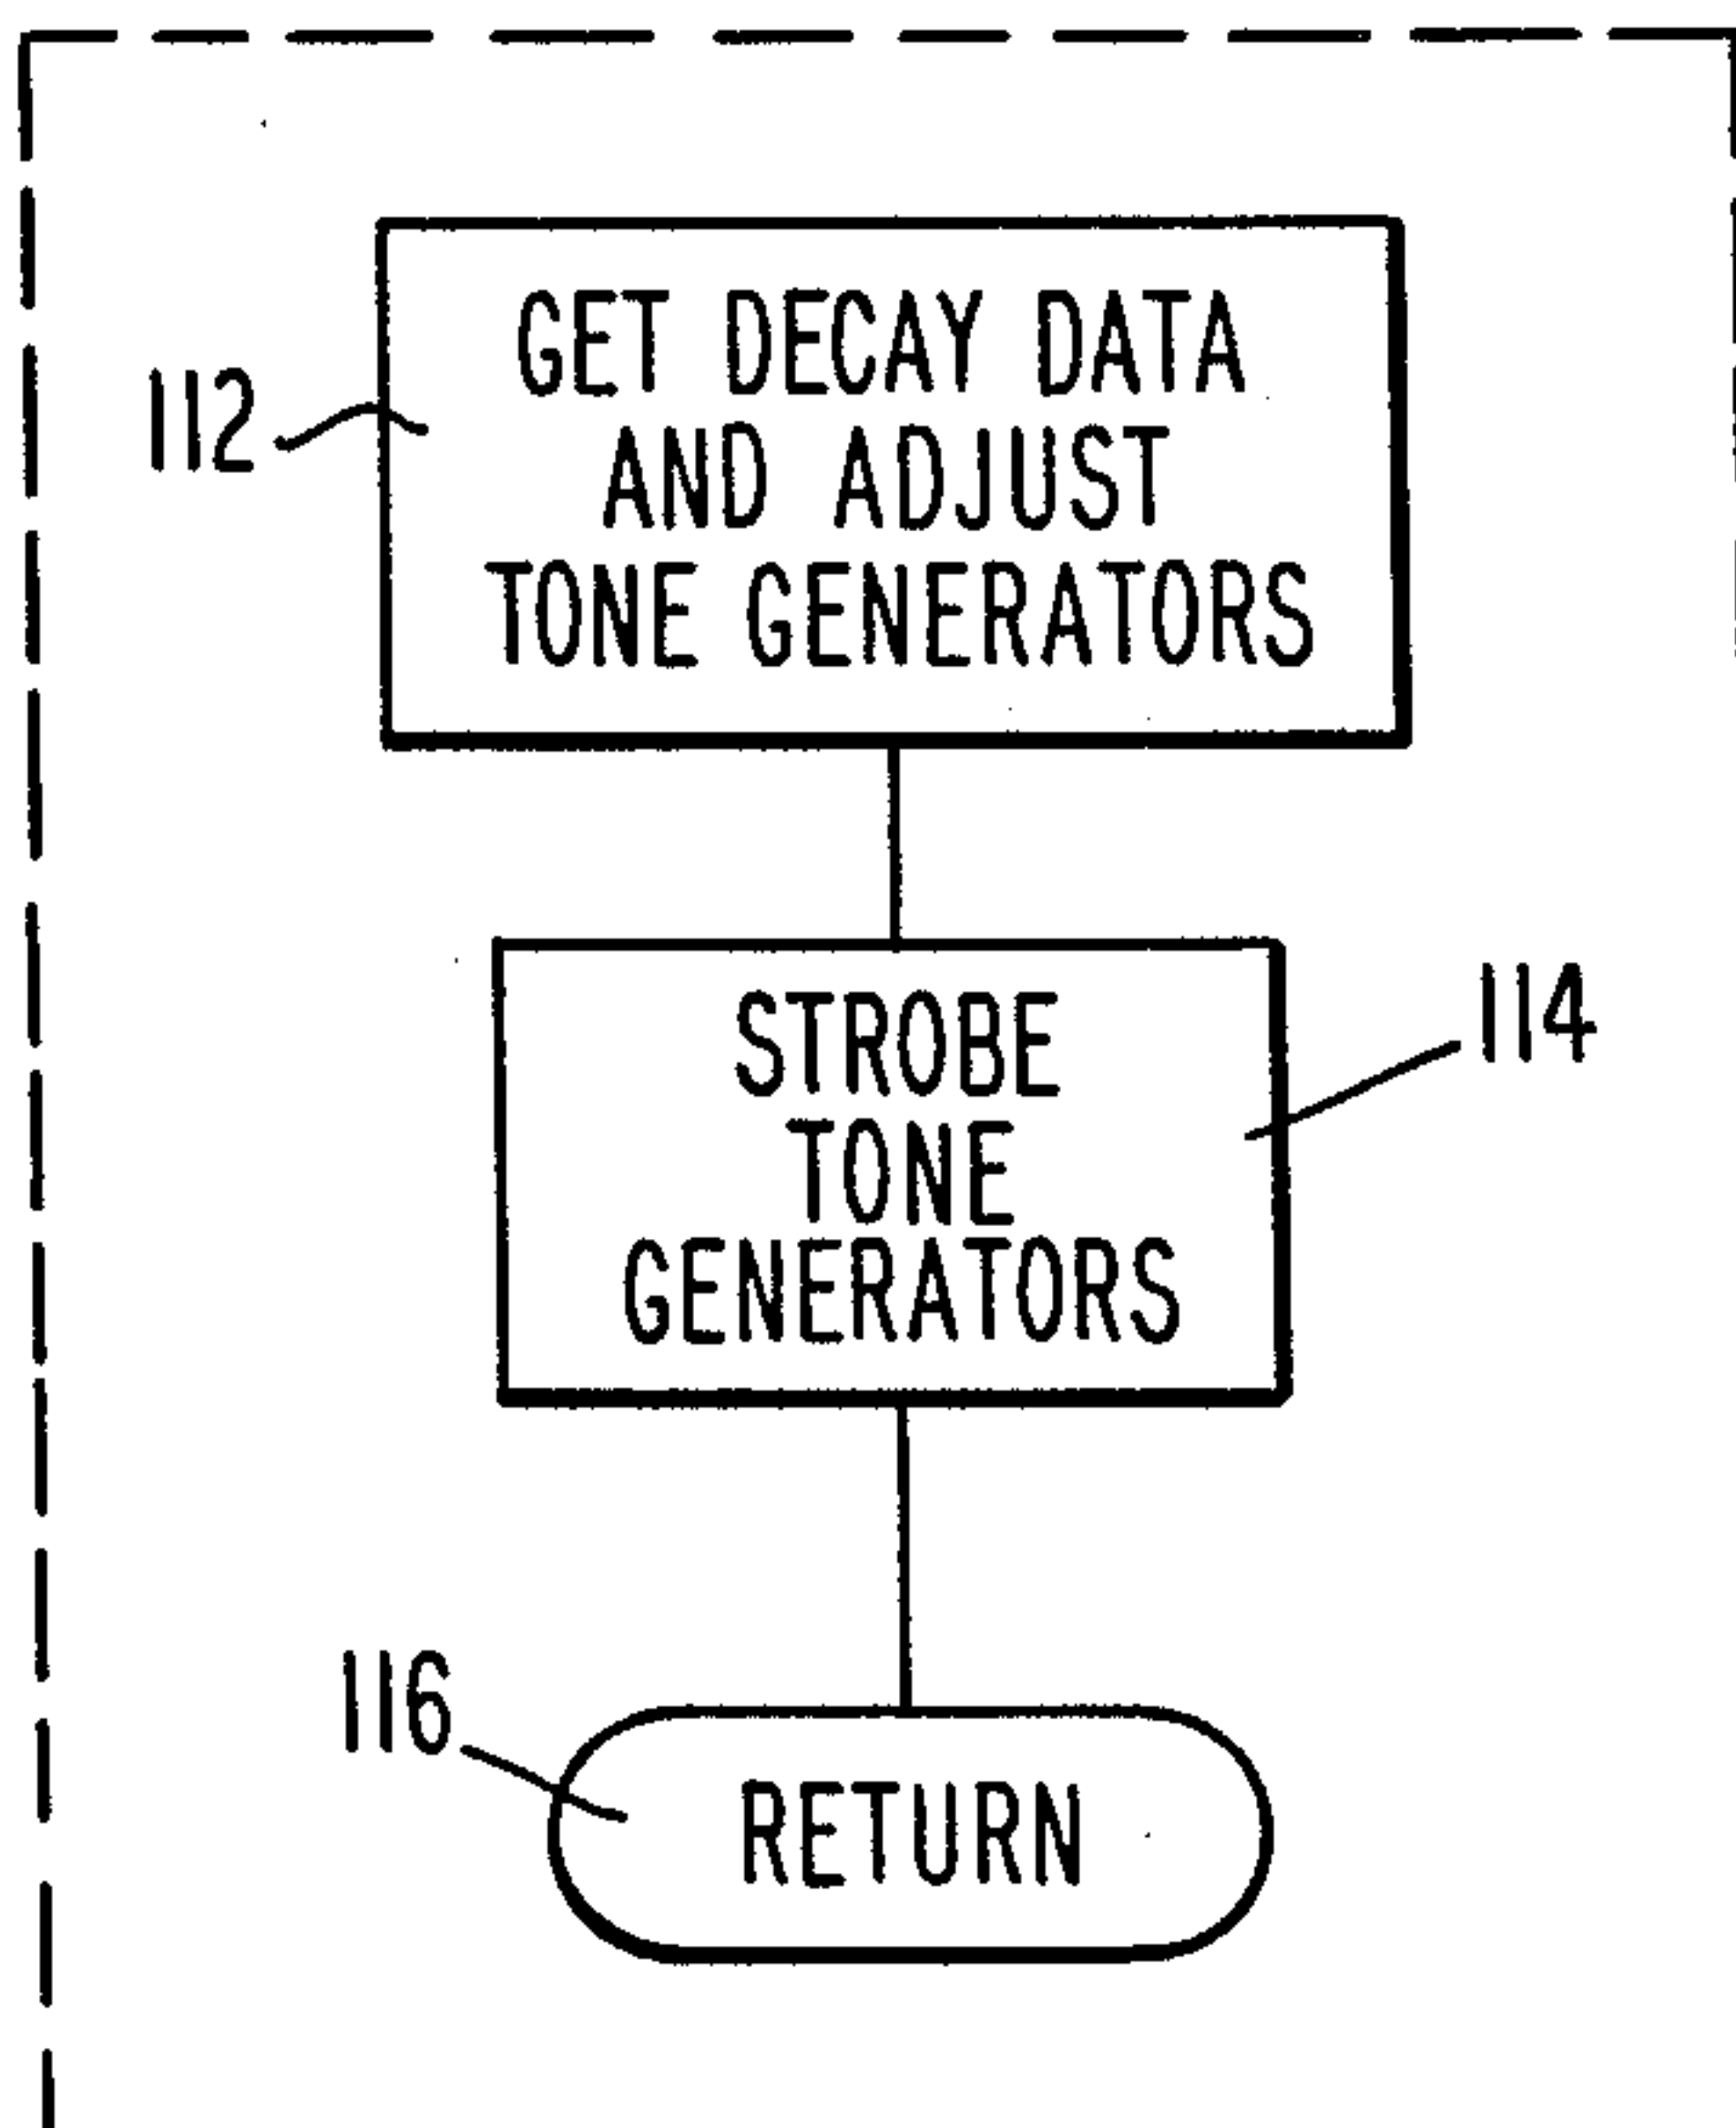 GET DECAY DATA
112
AND ADJUST
TONE GENERATORS
STROBE
114
TONE
GENERATORS
116
RETURN